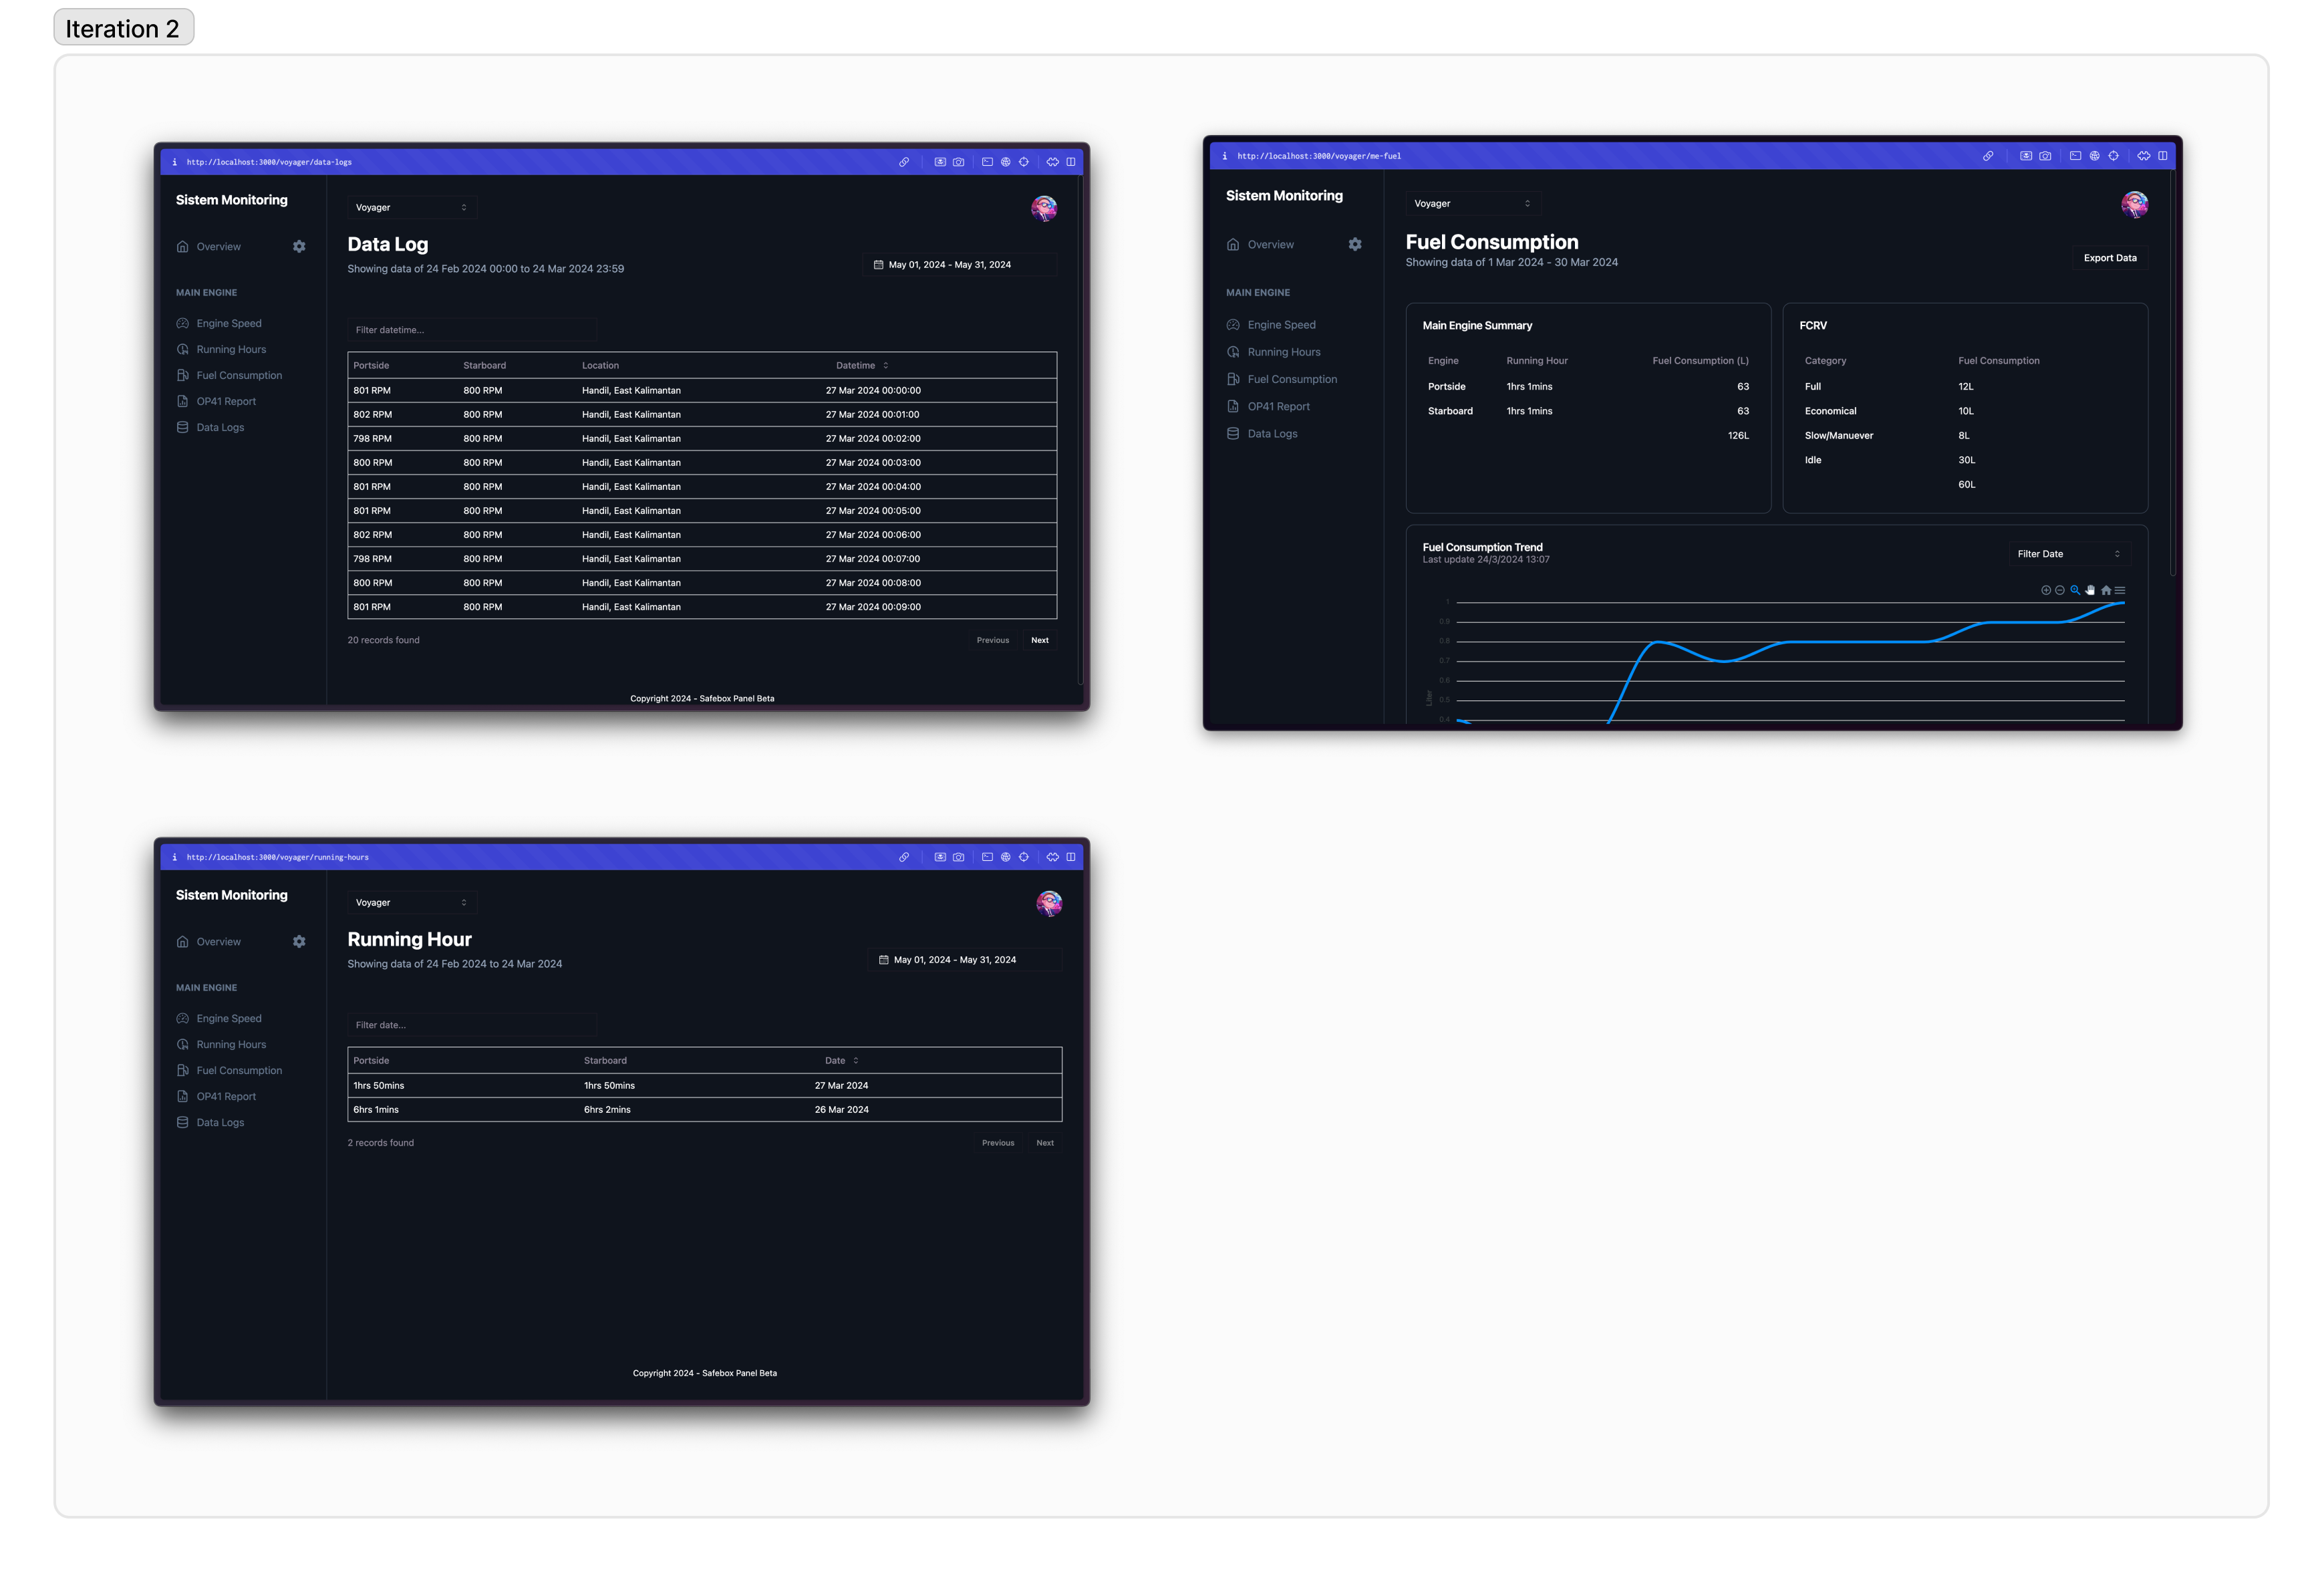 Iteration 2
http://localhost:3000/voyager/data-logs
Sistem Monitoring
Overview
MAIN ENGINE
Engine Speed
Running Hours
Fuel Consumption
OP41 Report
Data Logs
Voyager
Data Log
Showing data of 24 Feb 2024 00:00 to 24 Mar 2024 23:59
May 01, 2024 - May 31, 2024
Filter datetime...
Portside Starboard Location Datetime
801 RPM 800 RPM Handil, East Kalimantan 27 Mar 2024 00:00:00
802 RPM 800 RPM Handil, East Kalimantan 27 Mar 2024 00:01:00
798 RPM 800 RPM Handil, East Kalimantan 27 Mar 2024 00:02:00
800 RPM 800 RPM Handil, East Kalimantan 27 Mar 2024 00:03:00
801 RPM 800 RPM Handil, East Kalimantan 27 Mar 2024 00:04:00
801 RPM 800 RPM Handil, East Kalimantan 27 Mar 2024 00:05:00
802 RPM 800 RPM Handil, East Kalimantan 27 Mar 2024 00:06:00
798 RPM 800 RPM Handil, East Kalimantan 27 Mar 2024 00:07:00
800 RPM 800 RPM Handil, East Kalimantan 27 Mar 2024 00:08:00
801 RPM 800 RPM Handil, East Kalimantan 27 Mar 2024 00:09:00
20 records found Previous Next
Copyright 2024 - Safebox Panel Beta
http://localhost:3000/voyager/me-fuel
Sistem Monitoring
Overview
MAIN ENGINE
Engine Speed
Running Hours
Fuel Consumption
OP41 Report
Data Logs
Voyager
Fuel Consumption
Showing data of 1 Mar 2024 - 30 Mar 2024
Export Data
Main Engine Summary
Engine Running Hour Fuel Consumption (L)
Portside 1hrs 1mins 63
Starboard 1hrs 1mins 63
126L
FCRV
Category Fuel Consumption
Full 12L
Economical 10L
Slow/Manuever 8L
Idle 30L
60L
Fuel Consumption Trend
Last update 24/3/2024 13:07
Filter Date
1
0.9
0.8
0.7
0.6
0.5
0.4
Liter
http://localhost:3000/voyager/running-hours
Sistem Monitoring
Overview
MAIN ENGINE
Engine Speed
Running Hours
Fuel Consumption
OP41 Report
Data Logs
Voyager
Running Hour
Showing data of 24 Feb 2024 to 24 Mar 2024
May 01, 2024 - May 31, 2024
Filter date...
Portside Starboard Date
1hrs 50mins 1hrs 50mins 27 Mar 2024
6hrs 1mins 6hrs 2mins 26 Mar 2024
2 records found Previous Next
Copyright 2024 - Safebox Panel Beta